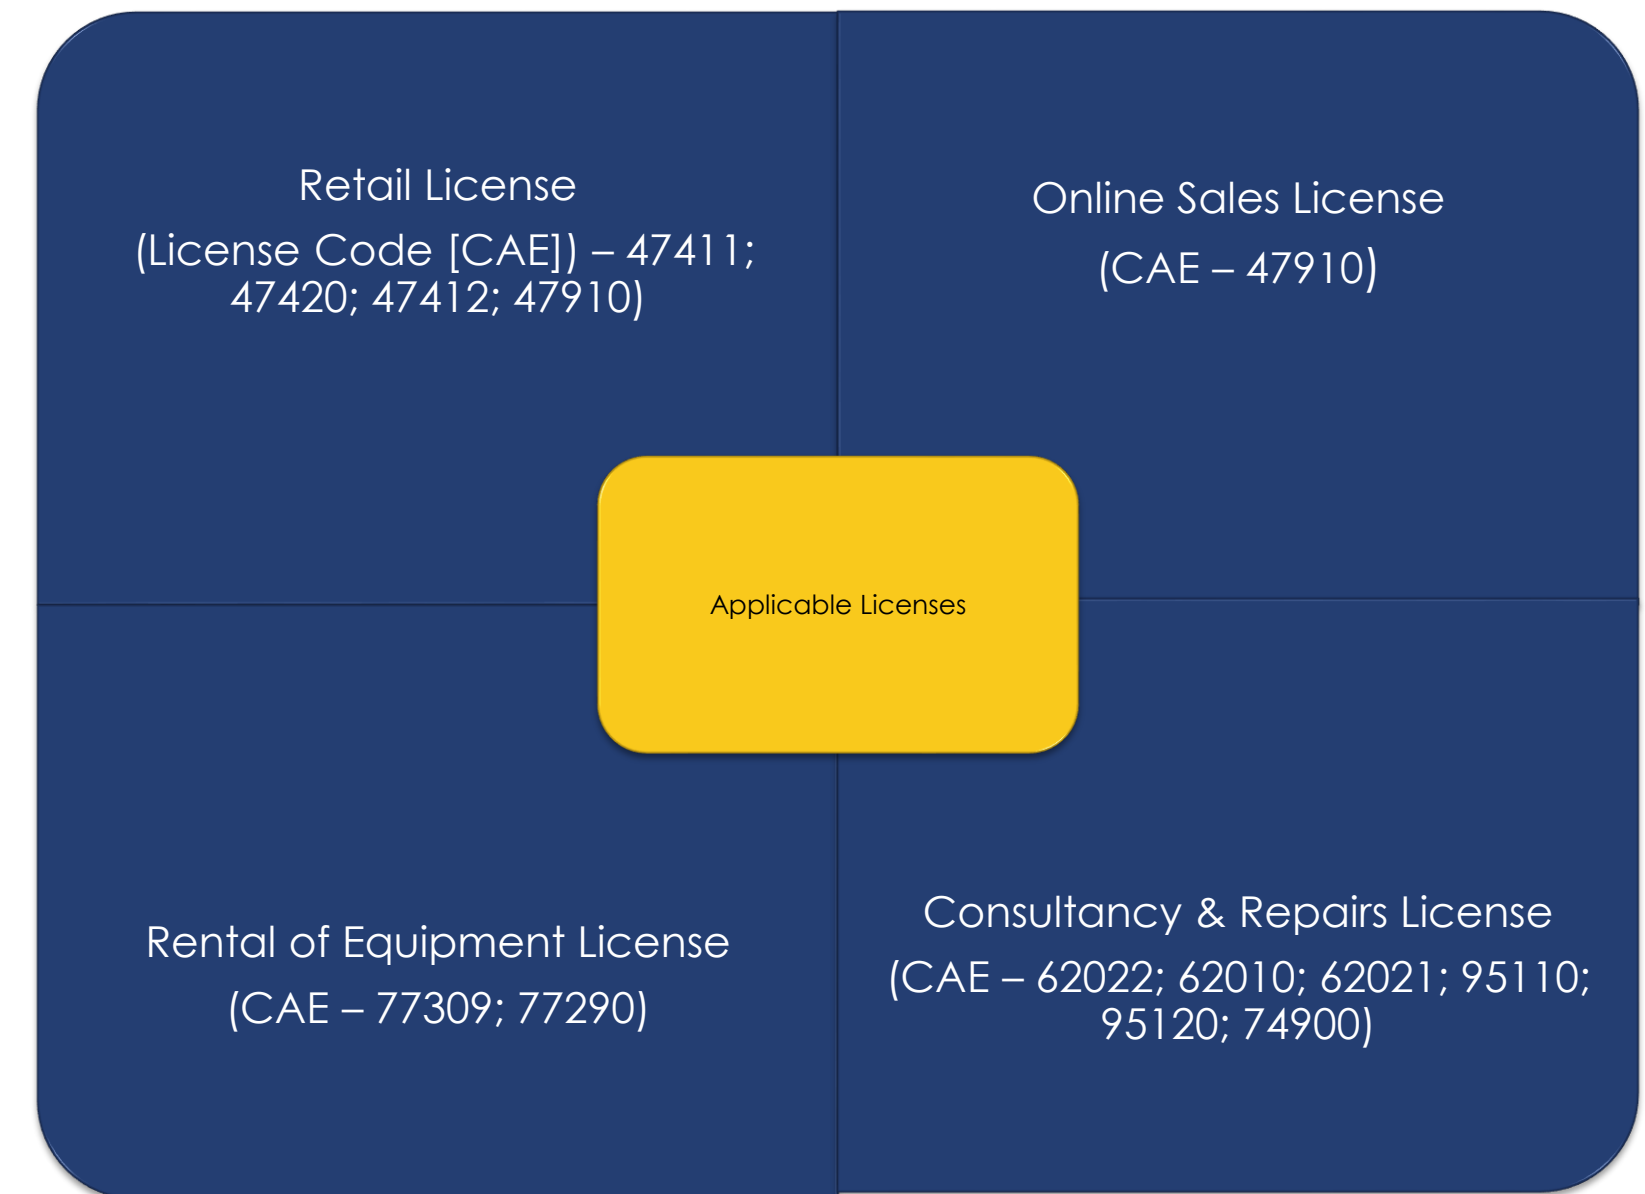 Retail License
(License Code [CAE]) – 47411;
47420; 47412; 47910)
Online Sales License
(CAE – 47910)
Applicable Licenses
Rental of Equipment License
(CAE – 77309; 77290)
Consultancy & Repairs License
(CAE – 62022; 62010; 62021; 95110;
95120; 74900)